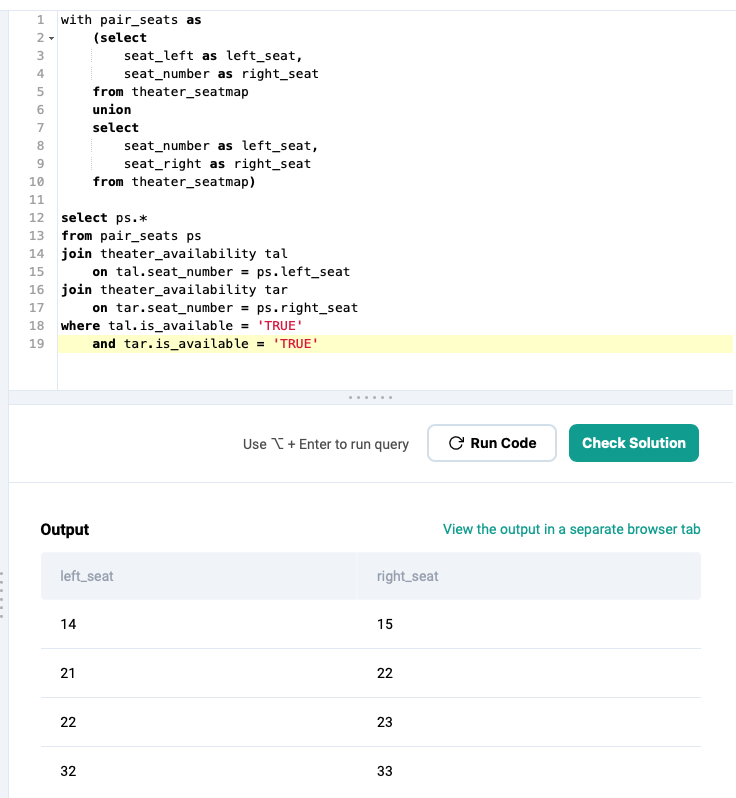 1 with pair_seats as
2 (select
3 seat_left as left_seat,
4 seat_number as right_seat
5 from theater_seatmap
6 union
7 select
8 seat_number as left_seat,
9 seat_right as right_seat
10 from theater_seatmap)
11
12 select ps.*
13 from pair_seats ps
14 join theater_availability tal
15 on tal.seat_number = ps.left_seat
16 join theater_availability tar
17 on tar.seat_number = ps.right_seat
18 where tal.is_available = 'TRUE'
19 and tar.is_available = 'TRUE'
Use ⌥ + Enter to run query Run Code Check Solution
Output View the output in a separate browser tab
left_seat right_seat
14 15
21 22
22 23
32 33